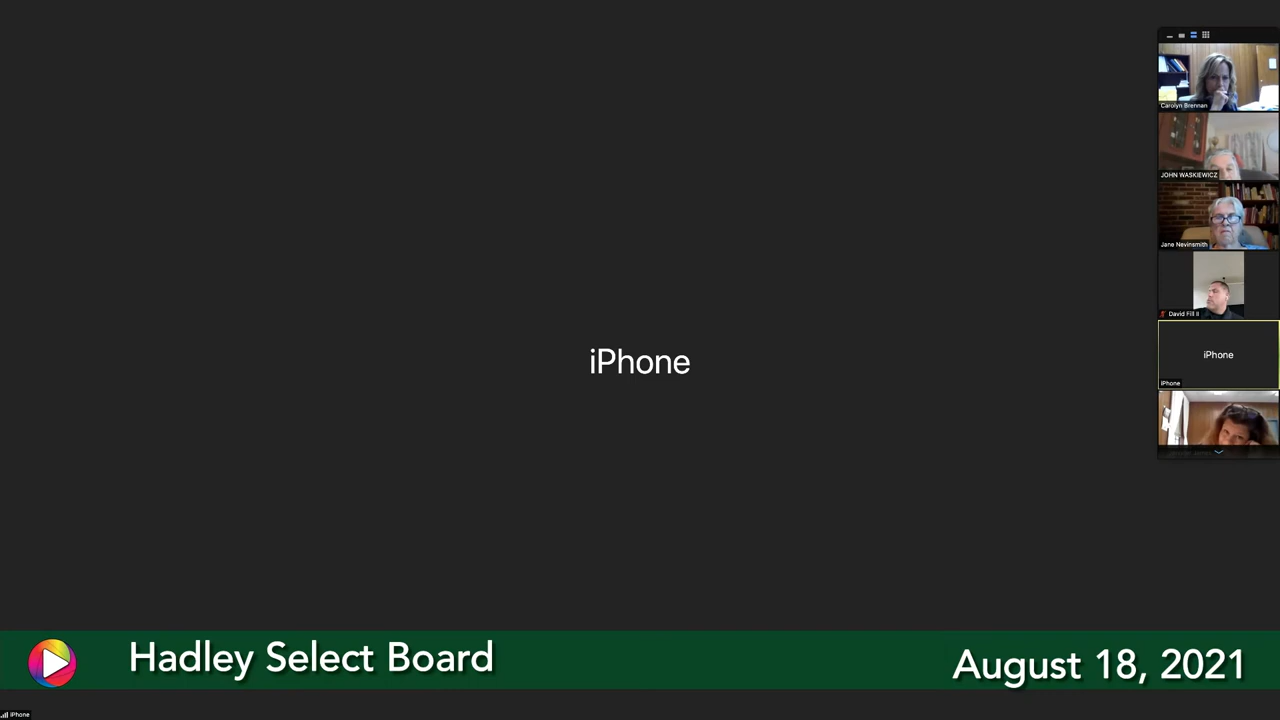 Carolyn Brennan
JOHN WASKIEWICZ
Jane Nevinsmith
David Fill II
iPhone
iPhone
iPhone
Hadley Select Board
August 18, 2021
iPhone